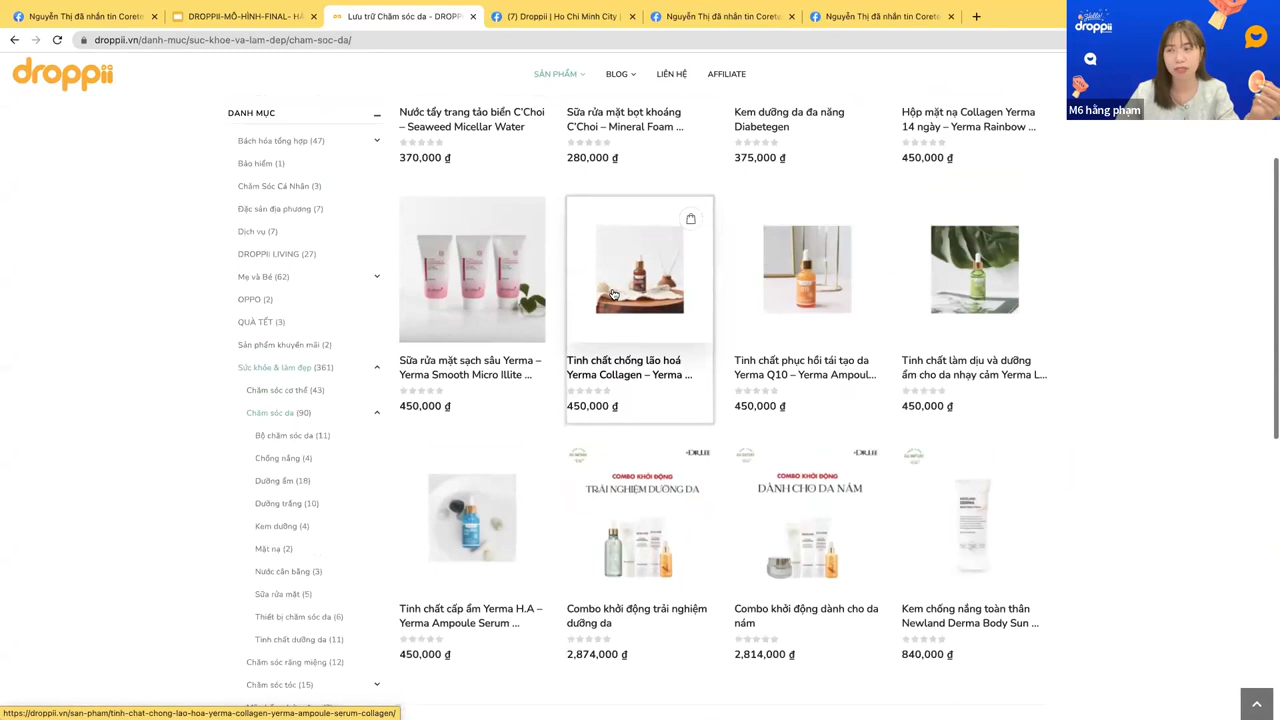 Nguyễn Thị đã nhắn tin Coreto
DROPPII-MÔ-HÌNH-FINAL- HÀ
Lưu trữ Chăm sóc da - DROPP
(7) Droppii | Ho Chi Minh City
Nguyễn Thị đã nhắn tin Coreto
Nguyễn Thị đã nhắn tin Coreto
droppii.vn/danh-muc/suc-khoe-va-lam-dep/cham-soc-da/
Hello!
droppii
M6 hằng phạm
droppii
SẢN PHẨM
BLOG
LIÊN HỆ
AFFILIATE
DANH MỤC
Bách hóa tổng hợp (47)
Bảo hiểm (1)
Chăm Sóc Cá Nhân (3)
Đặc sản địa phương (7)
Dịch vụ (7)
DROPPII LIVING (27)
Mẹ và Bé (62)
OPPO (2)
QUÀ TẾT (3)
Sản phẩm khuyến mãi (2)
Sức khỏe & làm đẹp (361)
Chăm sóc cơ thể (43)
Chăm sóc da (90)
Bộ chăm sóc da (11)
Chống nắng (4)
Dưỡng ẩm (18)
Dưỡng trắng (10)
Kem dưỡng (4)
Mặt nạ (2)
Nước cân bằng (3)
Sữa rửa mặt (5)
Thiết bị chăm sóc da (6)
Tinh chất dưỡng da (11)
Chăm sóc răng miệng (12)
Chăm sóc tóc (15)
Nước tẩy trang tảo biển C'Choi
– Seaweed Micellar Water
370,000 ₫
Sữa rửa mặt bọt khoáng
C'Choi – Mineral Foam ...
280,000 ₫
Kem dưỡng da đa năng
Diabetegen
375,000 ₫
Hộp mặt nạ Collagen Yerma
14 ngày – Yerma Rainbow ...
450,000 ₫
Sữa rửa mặt sạch sâu Yerma –
Yerma Smooth Micro Illite ...
450,000 ₫
Tinh chất chống lão hoá
Yerma Collagen – Yerma ...
450,000 ₫
Tinh chất phục hồi tái tạo da
Yerma Q10 – Yerma Ampoul...
450,000 ₫
Tinh chất làm dịu và dưỡng
ẩm cho da nhạy cảm Yerma L...
450,000 ₫
Tinh chất cấp ẩm Yerma H.A –
Yerma Ampoule Serum ...
450,000 ₫
DR.LEE
COMBO KHỞI ĐỘNG
TRẢI NGHIỆM DƯỠNG DA
Combo khởi động trải nghiệm
dưỡng da
2,874,000 ₫
DR.LEE
COMBO KHỞI ĐỘNG
DÀNH CHO DA NÁM
Combo khởi động dành cho da
nám
2,814,000 ₫
Kem chống nắng toàn thân
Newland Derma Body Sun ...
840,000 ₫
https://droppii.vn/san-pham/tinh-chat-chong-lao-hoa-yerma-collagen-yerma-ampoule-serum-collagen/